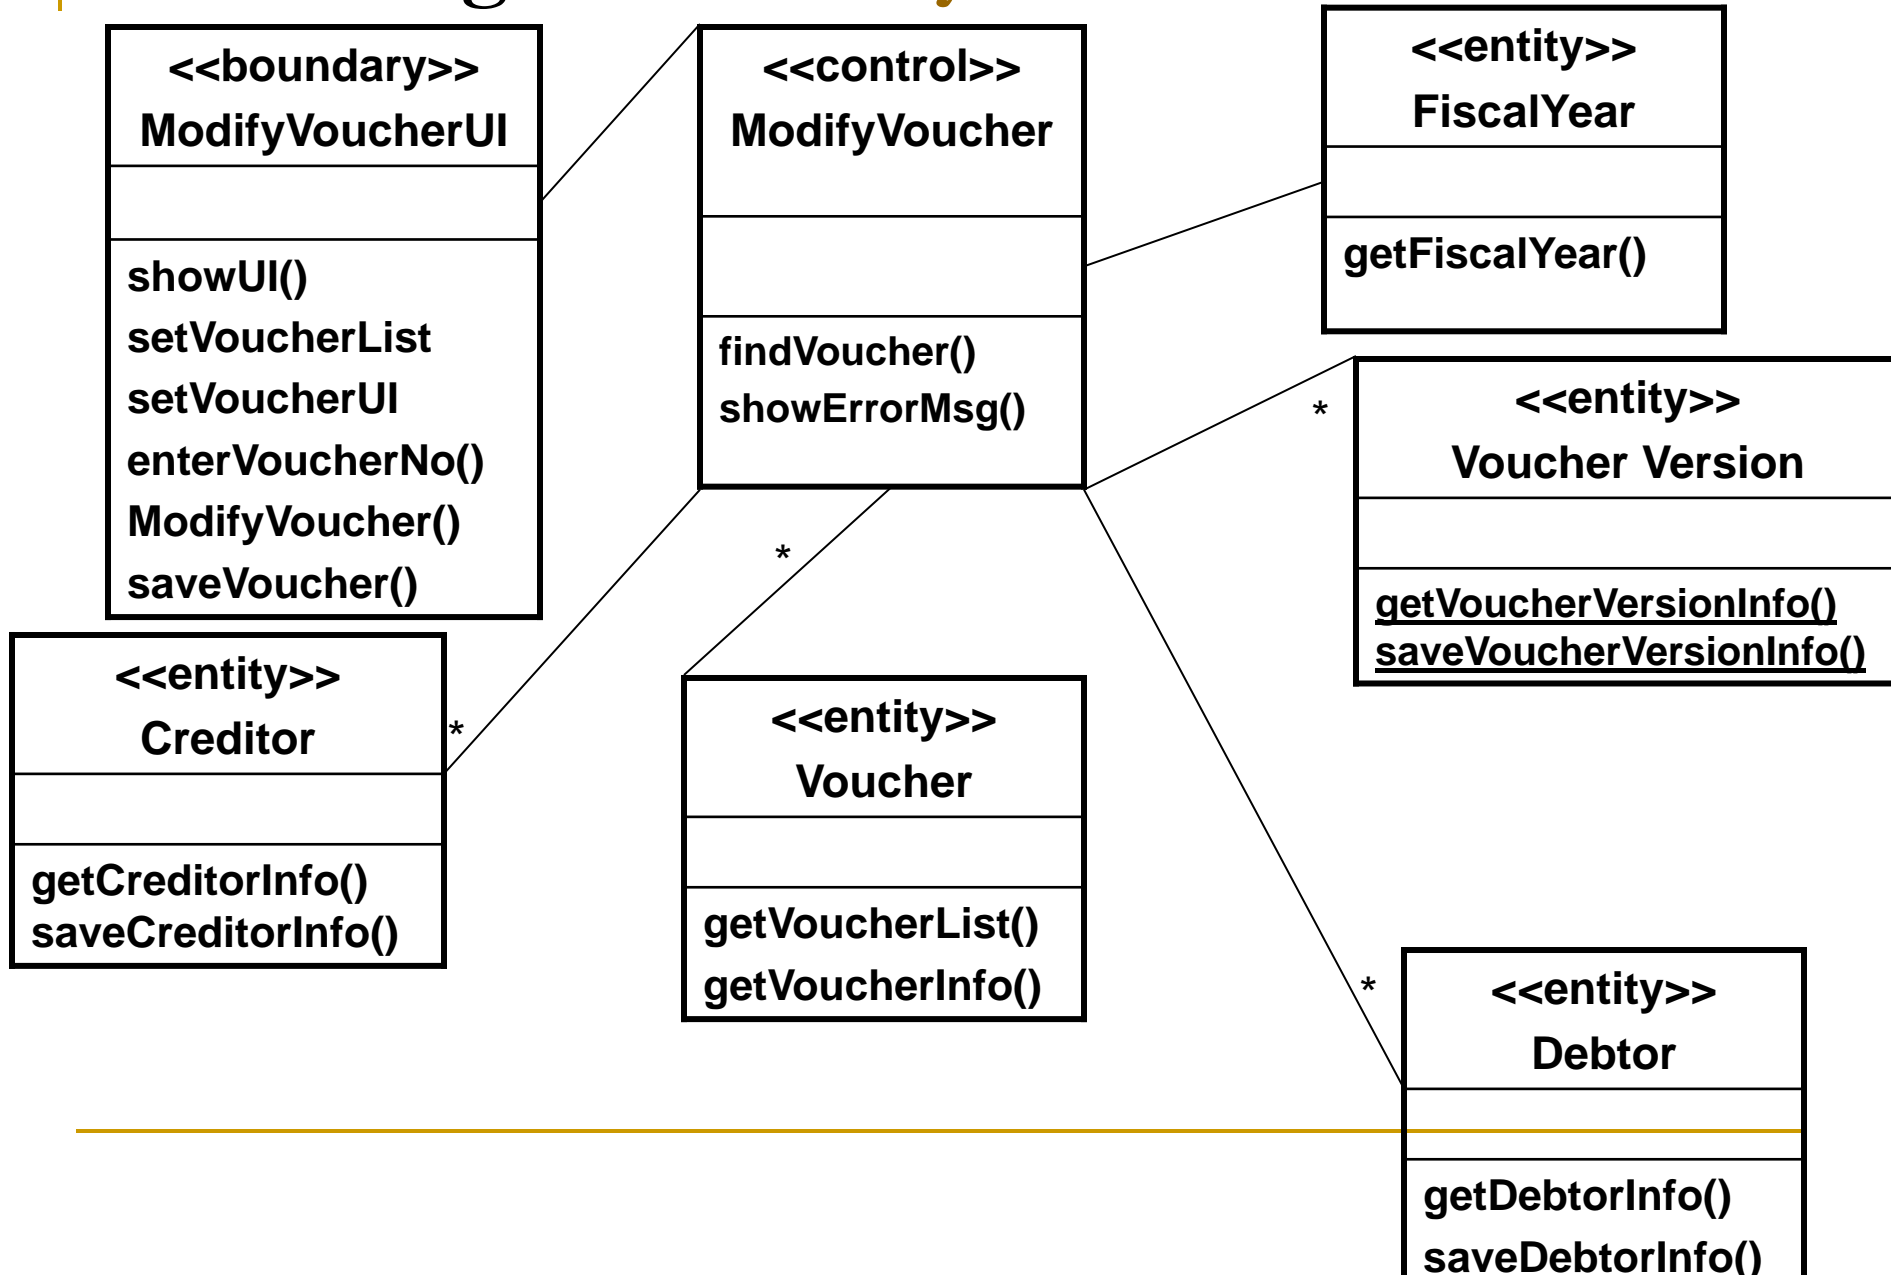 <<boundary>>
ModifyVoucherUI
showUI()
setVoucherList
setVoucherUI
enterVoucherNo()
ModifyVoucher()
saveVoucher()
<<control>>
ModifyVoucher
findVoucher()
showErrorMsg()
<<entity>>
FiscalYear
getFiscalYear()
*
<<entity>>
Voucher Version
getVoucherVersionInfo()
saveVoucherVersionInfo()
<<entity>>
Creditor
*
getCreditorInfo()
saveCreditorInfo()
*
<<entity>>
Voucher
getVoucherList()
getVoucherInfo()
*
<<entity>>
Debtor
getDebtorInfo()
saveDebtorInfo()